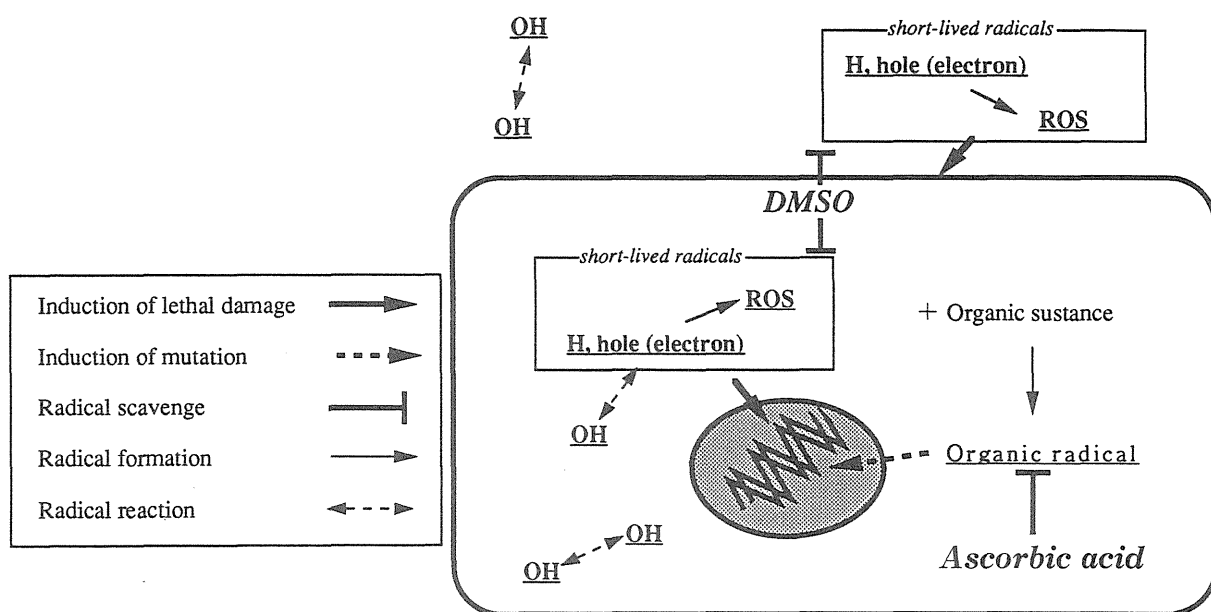 OH
OH
short-lived radicals
H, hole (electron)
ROS
DMSO
short-lived radicals
ROS
H, hole (electron)
OH
OH
OH
+ Organic sustance
Organic radical
Ascorbic acid
Induction of lethal damage
Induction of mutation
Radical scavenge
Radical formation
Radical reaction